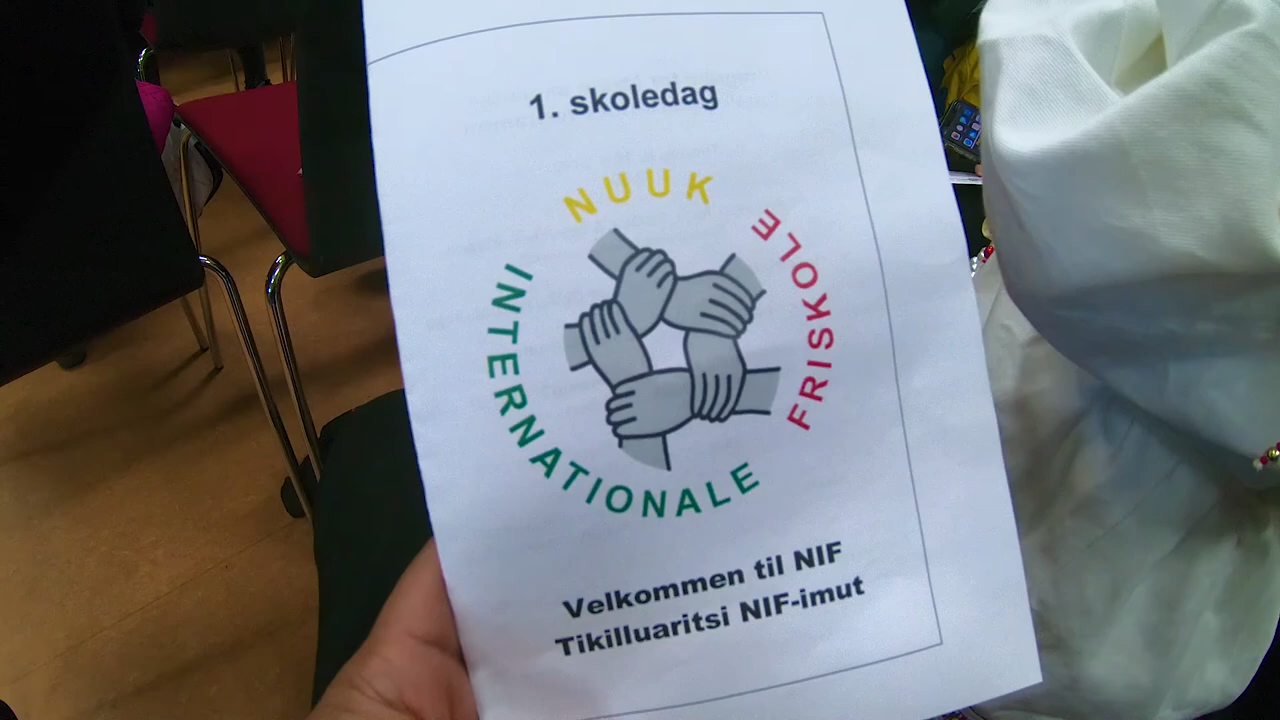 1. skoledag
NUUK
INTERNATIONALE
FRISKOLE
Velkommen til NIF
Tikilluaritsi NIF-imut